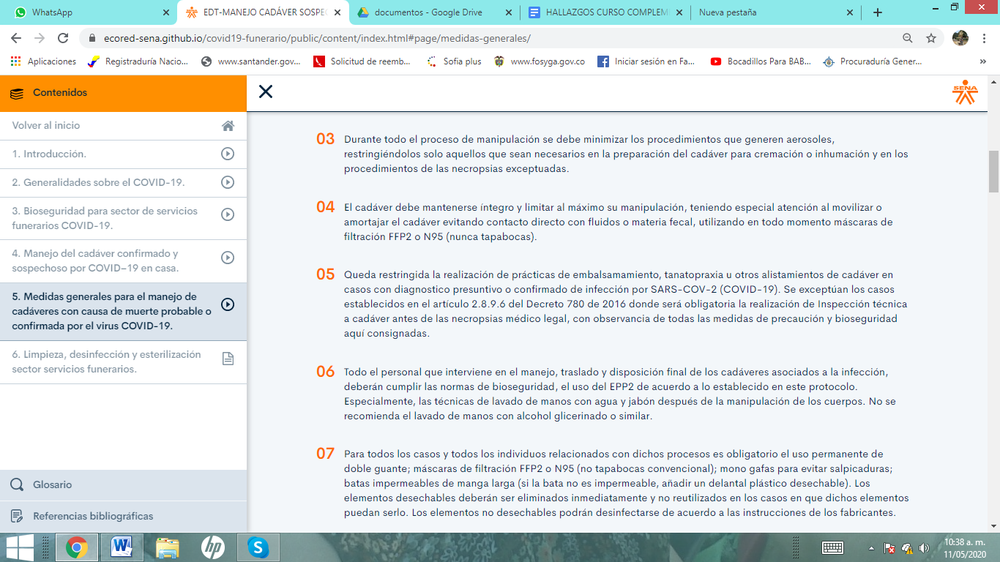 WhatsApp
EDT-MANEJO CADÁVER SOSPE
documentos - Google Drive
HALLAZGOS CURSO COMPLEM
Nueva pestaña
ecored-sena.github.io/covid19-funerario/public/content/index.html#page/medidas-generales/
Aplicaciones
Registraduría Nacio...
www.santander.gov...
Solicitud de reemb...
Sofia plus
www.fosyga.gov.co
Iniciar sesión en Fa...
Bocadillos Para BAB...
Procuraduría Gener...
»
Contenidos
Volver al inicio
1. Introducción.
2. Generalidades sobre el COVID-19.
3. Bioseguridad para sector de servicios
funerarios COVID-19.
4. Manejo del cadáver confirmado y
sospechoso por COVID–19 en casa.
5. Medidas generales para el manejo de
cadáveres con causa de muerte probable o
confirmada por el virus COVID-19.
6. Limpieza, desinfección y esterilización
sector servicios funerarios.
Glosario
Referencias bibliográficas
SENA
03 Durante todo el proceso de manipulación se debe minimizar los procedimientos que generen aerosoles,
restringiéndolos solo aquellos que sean necesarios en la preparación del cadáver para cremación o inhumación y en los
procedimientos de las necropsias exceptuadas.
04 El cadáver debe mantenerse íntegro y limitar al máximo su manipulación, teniendo especial atención al movilizar o
amortajar el cadáver evitando contacto directo con fluidos o materia fecal, utilizando en todo momento máscaras de
filtración FFP2 o N95 (nunca tapabocas).
05 Queda restringida la realización de prácticas de embalsamamiento, tanatopraxia u otros alistamientos de cadáver en
casos con diagnostico presuntivo o confirmado de infección por SARS-COV-2 (COVID-19). Se exceptúan los casos
establecidos en el artículo 2.8.9.6 del Decreto 780 de 2016 donde será obligatoria la realización de Inspección técnica
a cadáver antes de las necropsias médico legal, con observancia de todas las medidas de precaución y bioseguridad
aquí consignadas.
06 Todo el personal que interviene en el manejo, traslado y disposición final de los cadáveres asociados a la infección,
deberán cumplir las normas de bioseguridad, el uso del EPP2 de acuerdo a lo establecido en este protocolo.
Especialmente, las técnicas de lavado de manos con agua y jabón después de la manipulación de los cuerpos. No se
recomienda el lavado de manos con alcohol glicerinado o similar.
07 Para todos los casos y todos los individuos relacionados con dichos procesos es obligatorio el uso permanente de
doble guante; máscaras de filtración FFP2 o N95 (no tapabocas convencional); mono gafas para evitar salpicaduras;
batas impermeables de manga larga (si la bata no es impermeable, añadir un delantal plástico desechable). Los
elementos desechables deberán ser eliminados inmediatamente y no reutilizados en los casos en que dichos elementos
puedan serlo. Los elementos no desechables podrán desinfectarse de acuerdo a las instrucciones de los fabricantes.
10:38 a. m.
11/05/2020